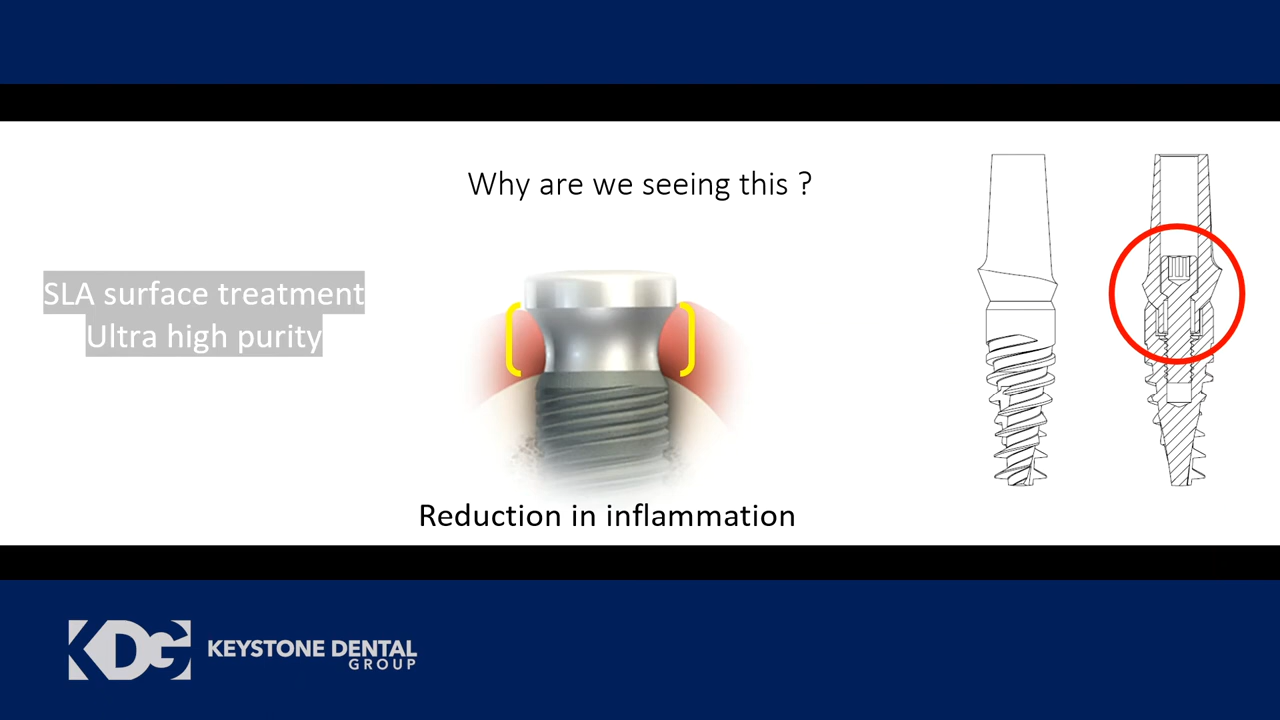 Why are we seeing this ?
SLA surface treatment
Ultra high purity
Reduction in inflammation
KDG KEYSTONE DENTAL
GROUP